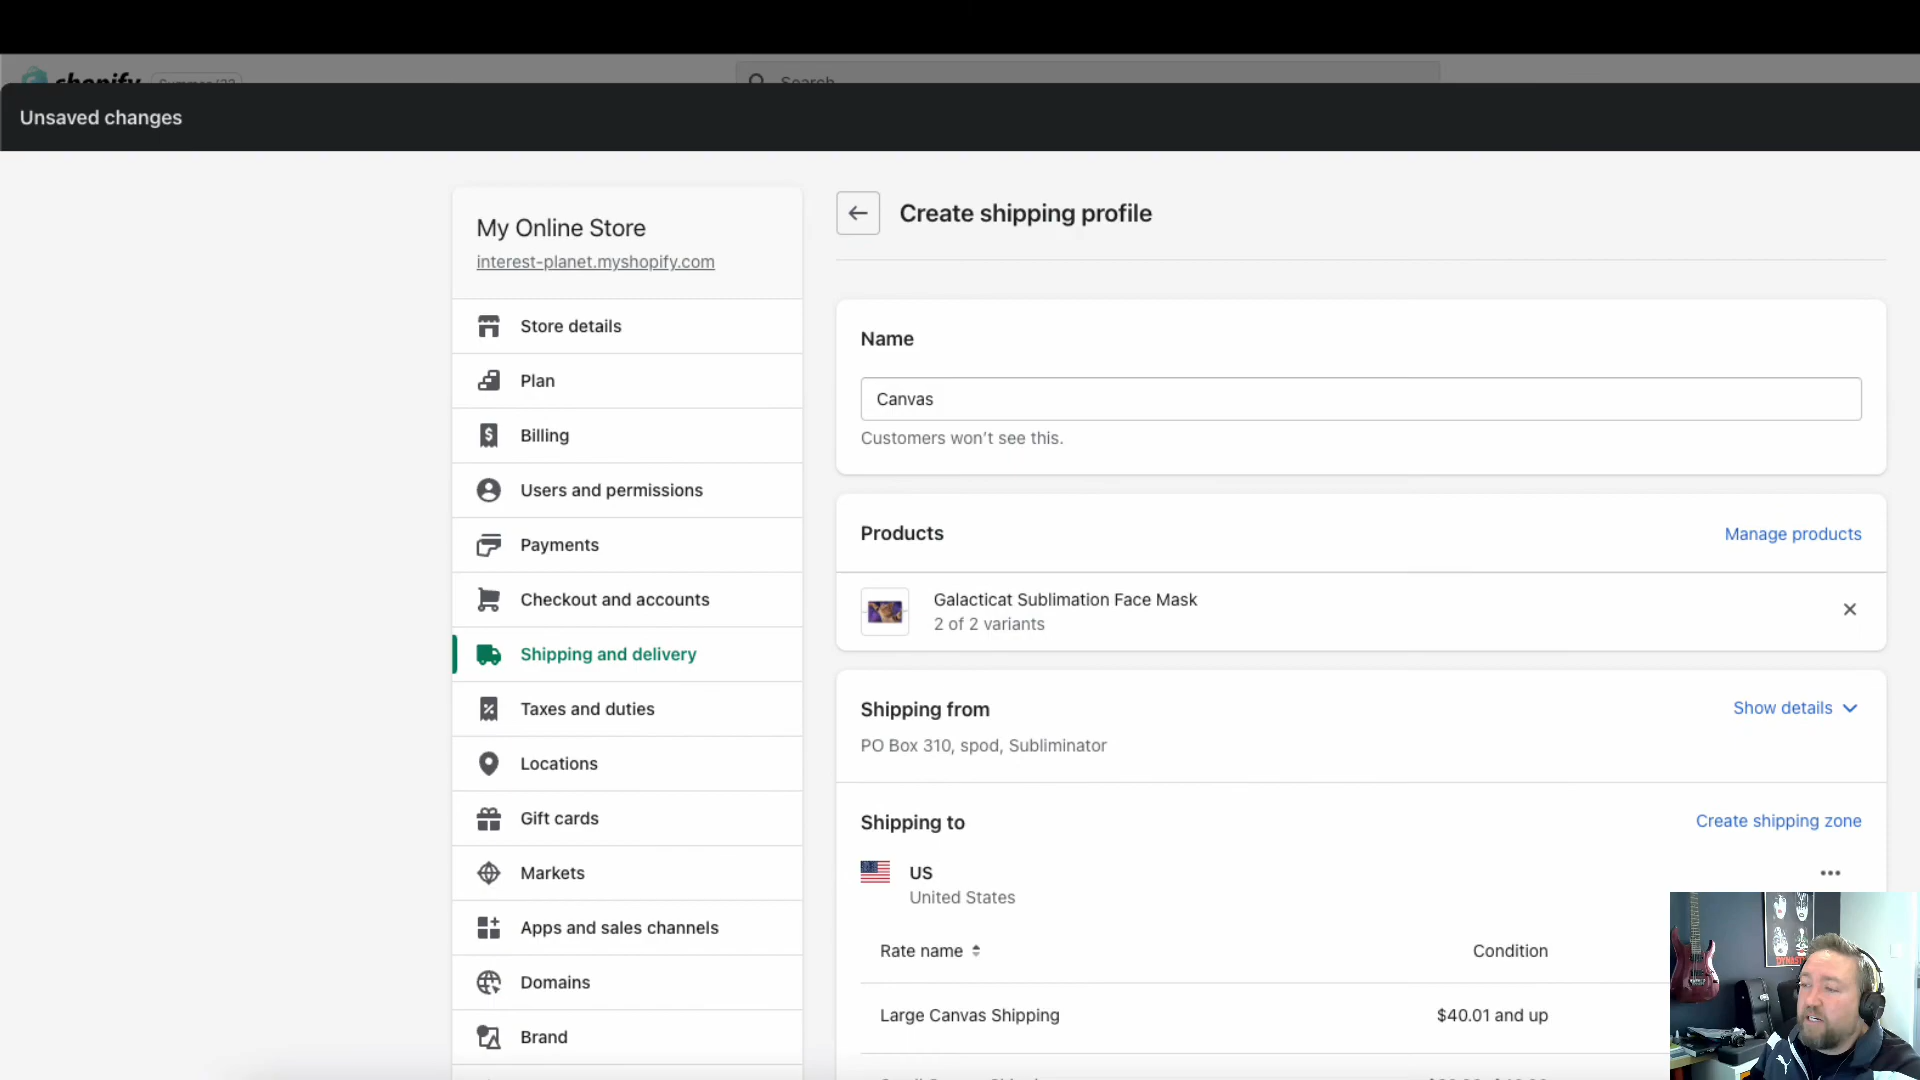 shopify
Search
Unsaved changes
My Online Store
interest-planet.myshopify.com
Store details
Plan
Billing
Users and permissions
Payments
Checkout and accounts
Shipping and delivery
Taxes and duties
Locations
Gift cards
Markets
Apps and sales channels
Domains
Brand
Create shipping profile
Name
Canvas
Customers won't see this.
Products
Manage products
Galacticat Sublimation Face Mask
2 of 2 variants
Shipping from
Show details
PO Box 310, spod, Subliminator
Shipping to
Create shipping zone
US
United States
Rate name
Condition
Large Canvas Shipping
$40.01 and up